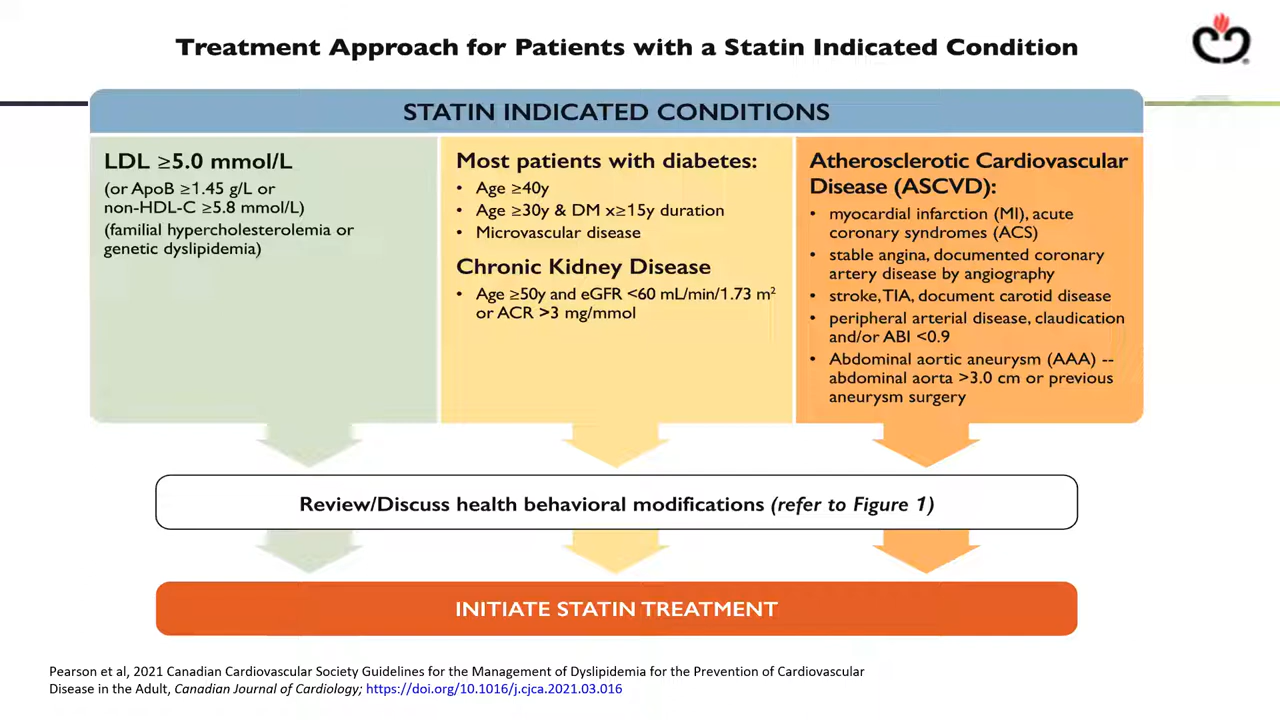 Treatment Approach for Patients with a Statin Indicated Condition
STATIN INDICATED CONDITIONS
LDL ≥5.0 mmol/L
(or ApoB ≥1.45 g/L or
non-HDL-C ≥5.8 mmol/L)
(familial hypercholesterolemia or
genetic dyslipidemia)
Most patients with diabetes:
• Age ≥40y
• Age ≥30y & DM x≥15y duration
• Microvascular disease
Chronic Kidney Disease
• Age ≥50y and eGFR <60 mL/min/1.73 m²
or ACR >3 mg/mmol
Atherosclerotic Cardiovascular
Disease (ASCVD):
• myocardial infarction (MI), acute
coronary syndromes (ACS)
• stable angina, documented coronary
artery disease by angiography
• stroke, TIA, document carotid disease
• peripheral arterial disease, claudication
and/or ABI <0.9
• Abdominal aortic aneurysm (AAA) --
abdominal aorta >3.0 cm or previous
aneurysm surgery
Review/Discuss health behavioral modifications (refer to Figure 1)
INITIATE STATIN TREATMENT
Pearson et al, 2021 Canadian Cardiovascular Society Guidelines for the Management of Dyslipidemia for the Prevention of Cardiovascular
Disease in the Adult, Canadian Journal of Cardiology; https://doi.org/10.1016/j.cjca.2021.03.016